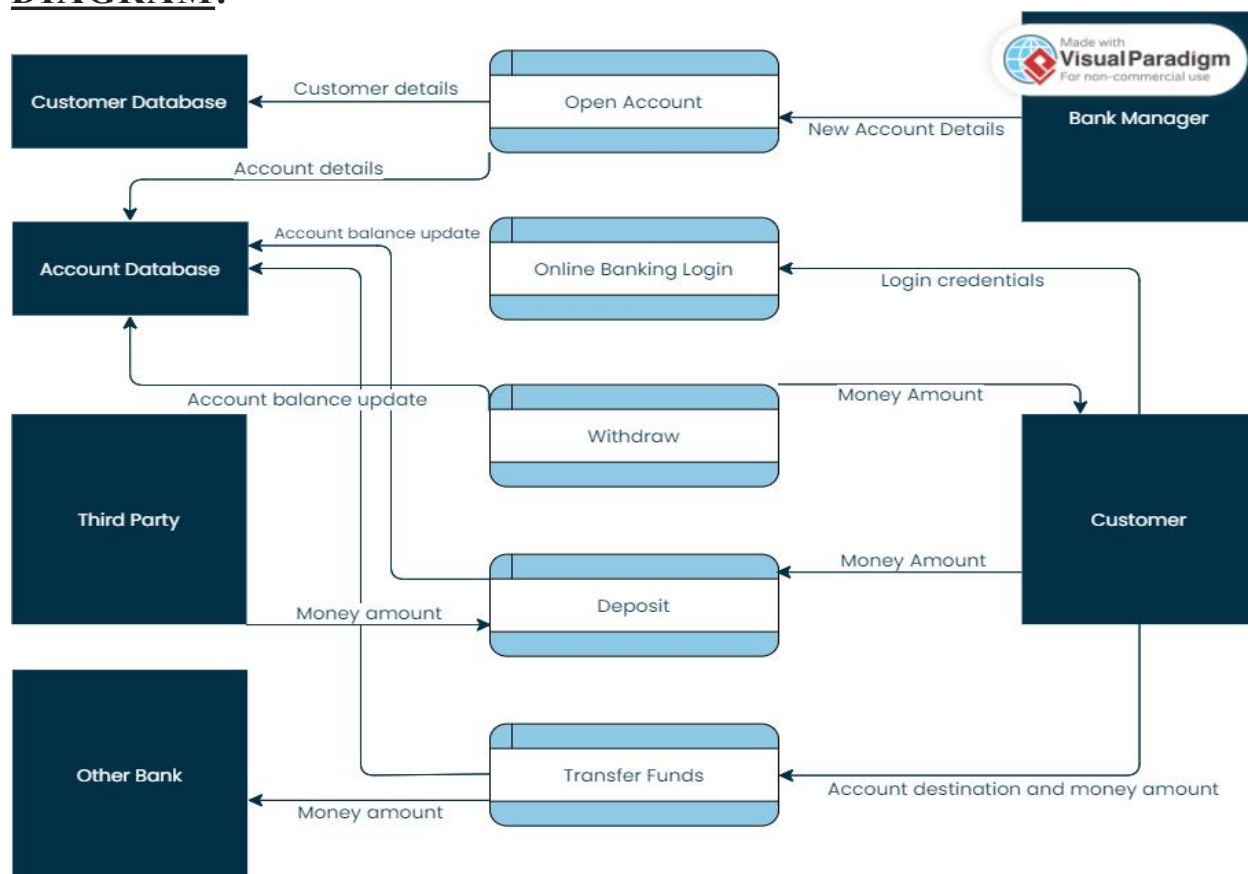 DIAGRAM:
Made with
Visual Paradigm
For non-commercial use
Customer Database
Customer details
Open Account
New Account Details
Bank Manager
Account details
Account Database
Account balance update
Online Banking Login
Login credentials
Account balance update
Withdraw
Money Amount
Third Party
Customer
Money Amount
Money amount
Deposit
Other Bank
Transfer Funds
Account destination and money amount
Money amount